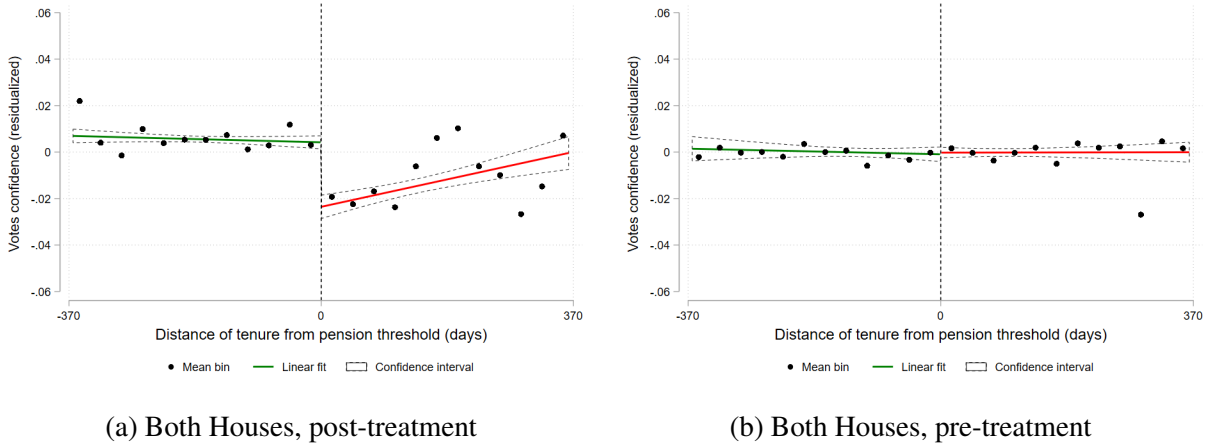 Votes confidence (residualized)
.06
.04
.02
0
-.02
-.04
-.06
-370
0
370
Distance of tenure from pension threshold (days)
Mean bin
Linear fit
Confidence interval
(a) Both Houses, post-treatment
Votes confidence (residualized)
.06
.04
.02
0
-.02
-.04
-.06
-370
0
370
Distance of tenure from pension threshold (days)
Mean bin
Linear fit
Confidence interval
(b) Both Houses, pre-treatment